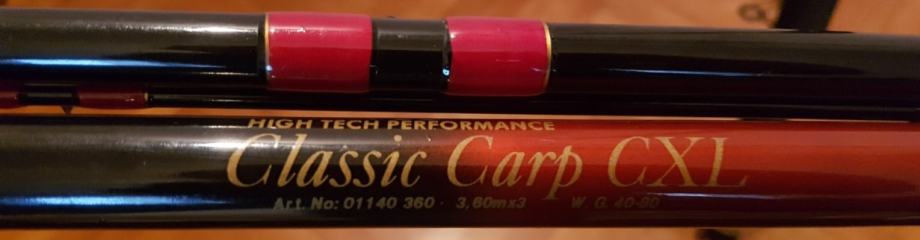 HIGH TECH PERFORMANCE
Classic Carp CXL
Art. No: 01140 360 · 3,60mx3 W. G. 40-80